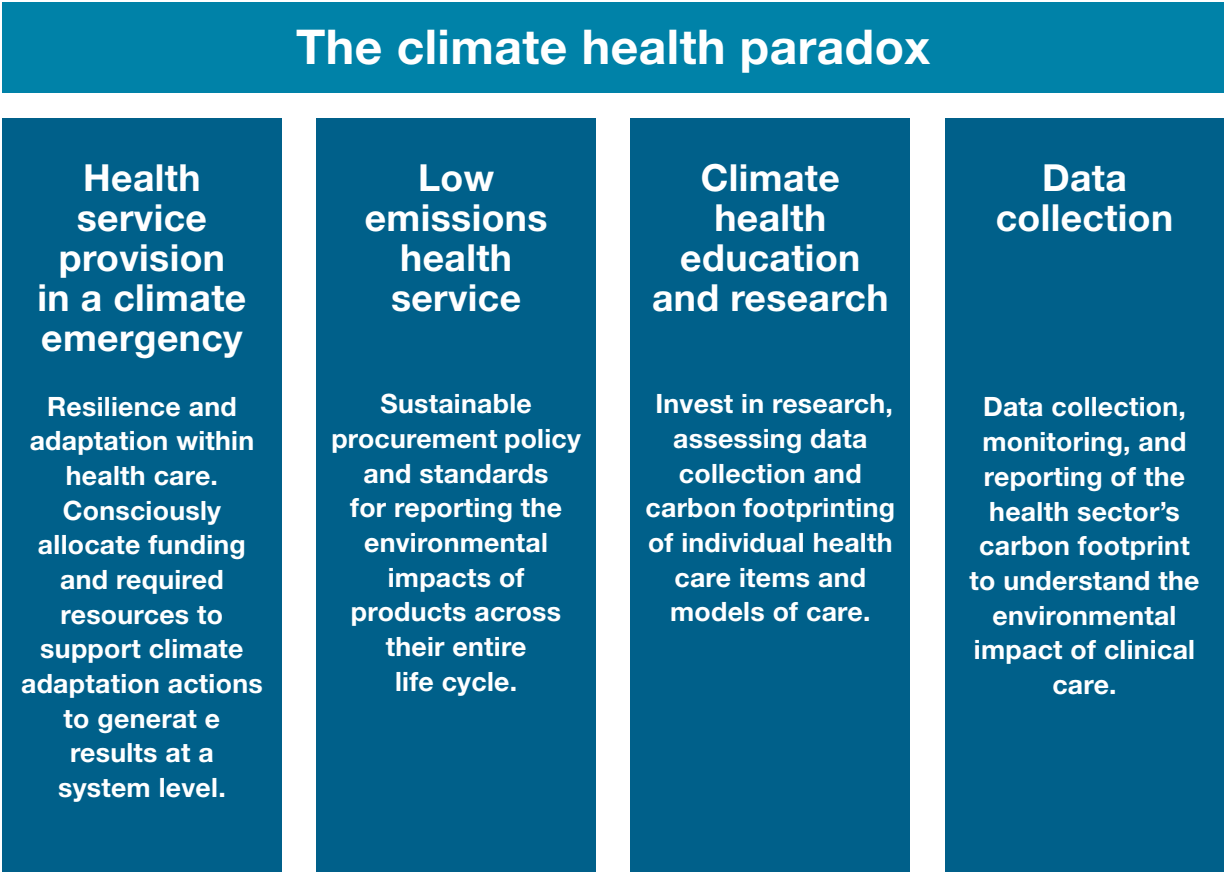 The climate health paradox
Health
service
provision
in a climate
emergency
Resilience and
adaptation within
health care.
Consciously
allocate funding
and required
resources to
support climate
adaptation actions
to generat e
results at a
system level.
Low
emissions
health
service
Sustainable
procurement policy
and standards
for reporting the
environmental
impacts of
products across
their entire
life cycle.
Climate
health
education
and research
Invest in research,
assessing data
collection and
carbon footprinting
of individual health
care items and
models of care.
Data
collection
Data collection,
monitoring, and
reporting of the
health sector’s
carbon footprint
to understand the
environmental
impact of clinical
care.